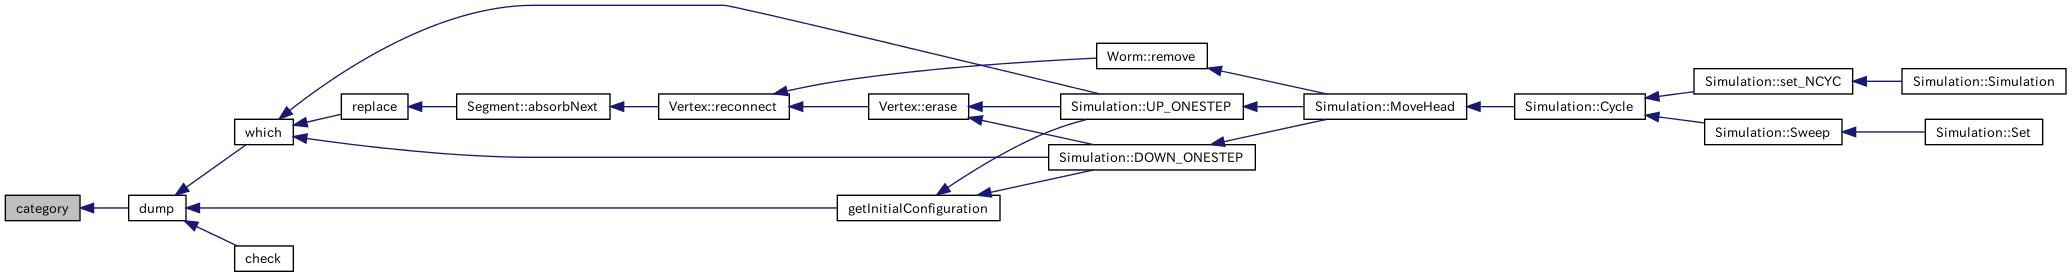 category
dump
which
check
replace
Segment::absorbNext
Vertex::reconnect
Vertex::erase
getInitialConfiguration
Worm::remove
Simulation::UP_ONESTEP
Simulation::DOWN_ONESTEP
Simulation::MoveHead
Simulation::Cycle
Simulation::set_NCYC
Simulation::Sweep
Simulation::Simulation
Simulation::Set